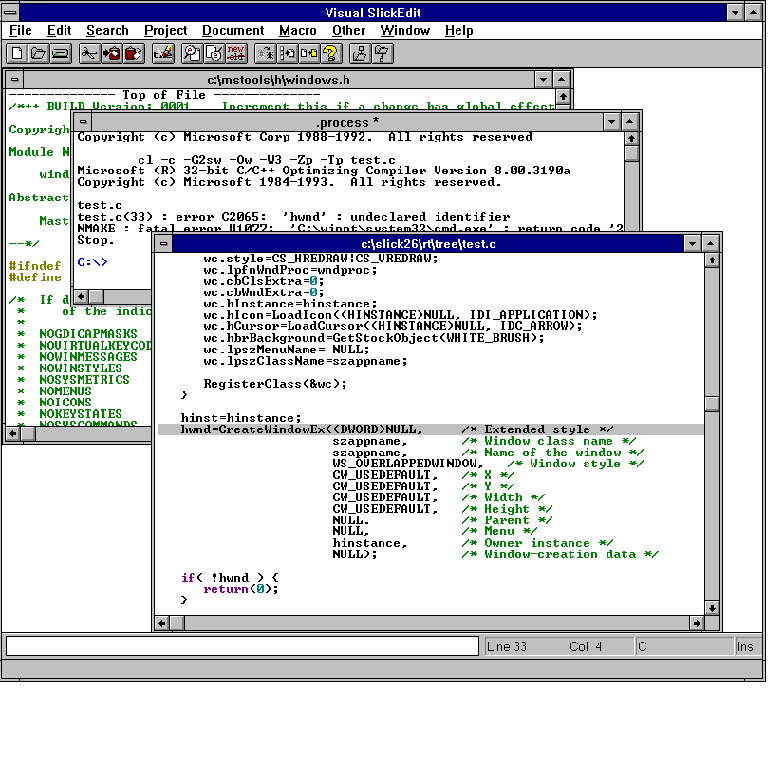 Visual SlickEdit
File Edit Search Project Document Macro Other Window Help
c:\mstools\h\windows.h
-------------- Top of File --------------
/*++ BUILD Version: 0001    Increment this if a change has global effect
Copyrigh
Module N
wind
Abstract
Mast
--*/
#ifndef
#define
/*  If d
*     of the indic
*
*  NOGDICAPMASKS
*  NOVIRTUALKEYCOD
*  NOWINMESSAGES
*  NOWINSTYLES
*  NOSYSMETRICS
*  NOMENUS
*  NOICONS
*  NOKEYSTATES
*  NOSYSCOMMANDS
.process *
Copyright (c) Microsoft Corp 1988-1992.  All rights reserved
cl -c -G2sw -Ow -W3 -Zp -Tp test.c
Microsoft (R) 32-bit C/C++ Optimizing Compiler Version 8.00.3190a
Copyright (c) Microsoft 1984-1993.  All rights reserved.
test.c
test.c(33) : error C2065:  'hwnd' : undeclared identifier
NMAKE : fatal error U1077:  'C:\winnt\system32\cmd.exe' : return code '2
Stop.
C:\>
c:\slick26\rt\tree\test.c
wc.style=CS_HREDRAW|CS_VREDRAW;
wc.lpfnWndProc=wndproc;
wc.cbClsExtra=0;
wc.cbWndExtra=0;
wc.hInstance=hinstance;
wc.hIcon=LoadIcon((HINSTANCE)NULL, IDI_APPLICATION);
wc.hCursor=LoadCursor((HINSTANCE)NULL, IDC_ARROW);
wc.hbrBackground=GetStockObject(WHITE_BRUSH);
wc.lpszMenuName= NULL;
wc.lpszClassName=szappname;
RegisterClass(&wc);
}
hinst=hinstance;
hwnd=CreateWindowEx((DWORD)NULL,     /* Extended style */
szappname,       /* Window class name */
szappname,       /* Name of the window */
WS_OVERLAPPEDWINDOW,   /* Window style */
CW_USEDEFAULT,   /* X */
CW_USEDEFAULT,   /* Y */
CW_USEDEFAULT,   /* Width */
CW_USEDEFAULT,   /* Height */
NULL,            /* Parent */
NULL,            /* Menu */
hinstance,       /* Owner instance */
NULL);           /* Window-creation data */
if( !hwnd ) {
return(0);
}
Line 33 Col 4 C Ins